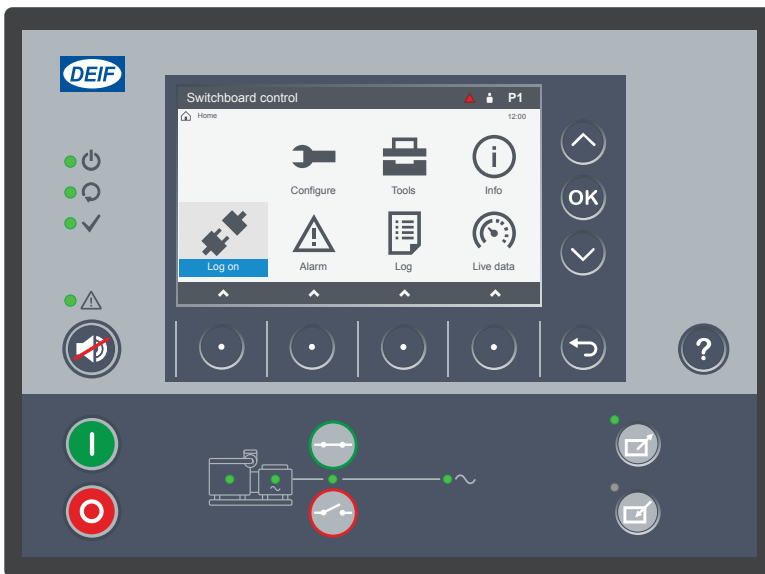 DEIF
Switchboard control P1
Home 12:00
Configure Tools Info
Log on Alarm Log Live data
OK
?